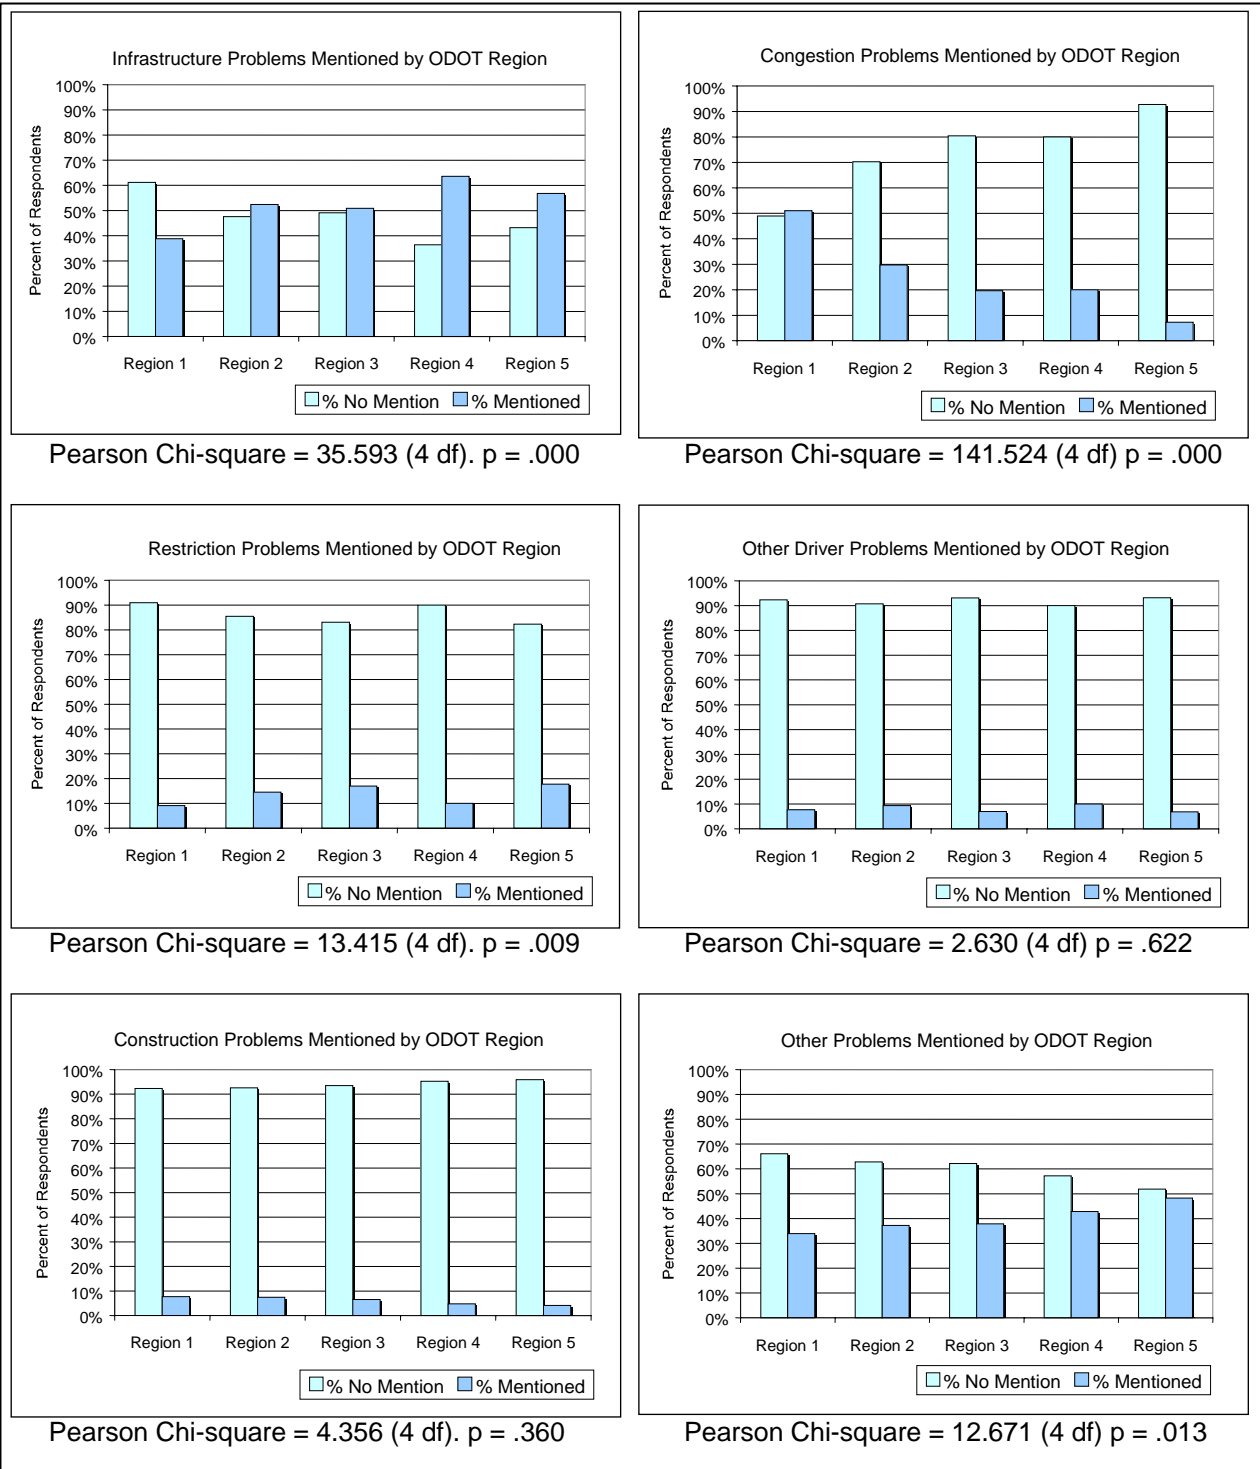 Infrastructure Problems Mentioned by ODOT Region
100%
90%
80%
70%
60%
50%
40%
30%
20%
10%
0%
Percent of Respondents
Region 1 Region 2 Region 3 Region 4 Region 5
% No Mention % Mentioned
Pearson Chi-square = 35.593 (4 df). p = .000
Congestion Problems Mentioned by ODOT Region
100%
90%
80%
70%
60%
50%
40%
30%
20%
10%
0%
Percent of Respondents
Region 1 Region 2 Region 3 Region 4 Region 5
% No Mention % Mentioned
Pearson Chi-square = 141.524 (4 df) p = .000
Restriction Problems Mentioned by ODOT Region
100%
90%
80%
70%
60%
50%
40%
30%
20%
10%
0%
Percent of Respondents
Region 1 Region 2 Region 3 Region 4 Region 5
% No Mention % Mentioned
Pearson Chi-square = 13.415 (4 df). p = .009
Other Driver Problems Mentioned by ODOT Region
100%
90%
80%
70%
60%
50%
40%
30%
20%
10%
0%
Percent of Respondents
Region 1 Region 2 Region 3 Region 4 Region 5
% No Mention % Mentioned
Pearson Chi-square = 2.630 (4 df) p = .622
Construction Problems Mentioned by ODOT Region
100%
90%
80%
70%
60%
50%
40%
30%
20%
10%
0%
Percent of Respondents
Region 1 Region 2 Region 3 Region 4 Region 5
% No Mention % Mentioned
Pearson Chi-square = 4.356 (4 df). p = .360
Other Problems Mentioned by ODOT Region
100%
90%
80%
70%
60%
50%
40%
30%
20%
10%
0%
Percent of Respondents
Region 1 Region 2 Region 3 Region 4 Region 5
% No Mention % Mentioned
Pearson Chi-square = 12.671 (4 df) p = .013